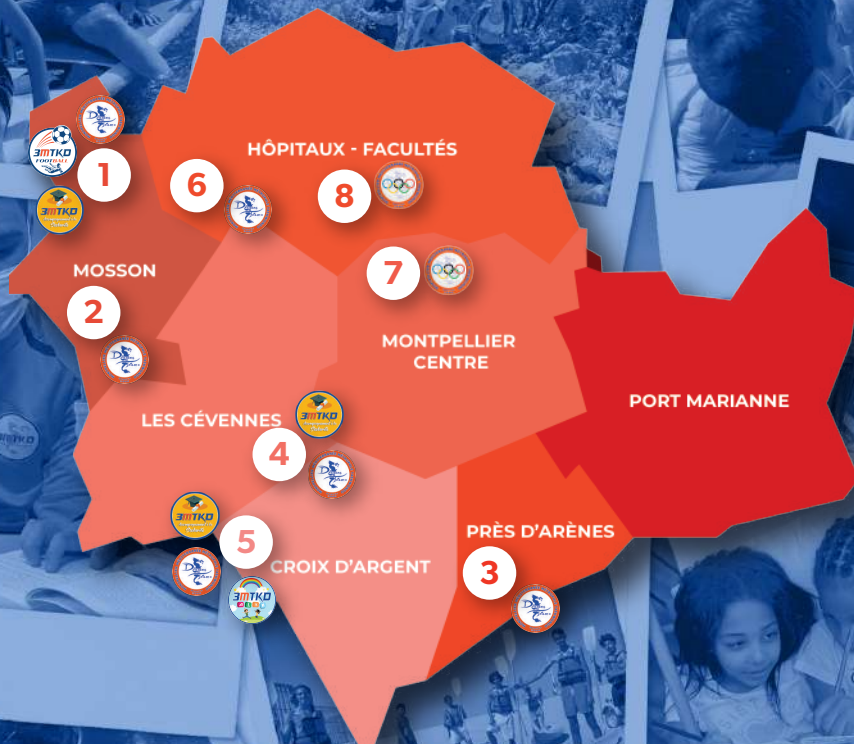 3MTKD
FOOTBALL
1
3MTKD
HÔPITAUX - FACULTÉS
6
8
MOSSON
7
2
MONTPELLIER
CENTRE
PORT MARIANNE
LES CÉVENNES
3MTKD
4
3MTKD
5
PRÈS D'ARÈNES
CROIX D'ARGENT
3
3MTKD